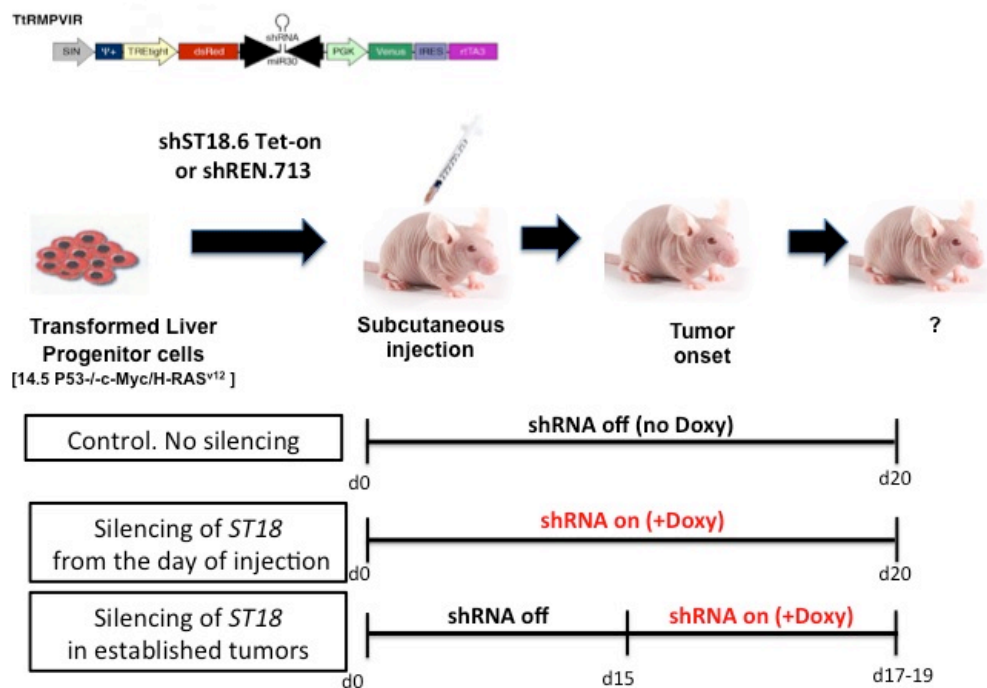 TtRMPVIR
shRNA
SIN Ψ+ TREtight dsRed miR30 PGK Venus IRES rtTA3
shST18.6 Tet-on
or shREN.713
Transformed Liver
Progenitor cells
[14.5 P53-/-c-Myc/H-RASv12 ]
Subcutaneous
injection
Tumor
onset
?
Control. No silencing
shRNA off (no Doxy)
d0
d20
Silencing of ST18
from the day of injection
shRNA on (+Doxy)
d0
d20
Silencing of ST18
in established tumors
shRNA off
shRNA on (+Doxy)
d0
d15
d17-19